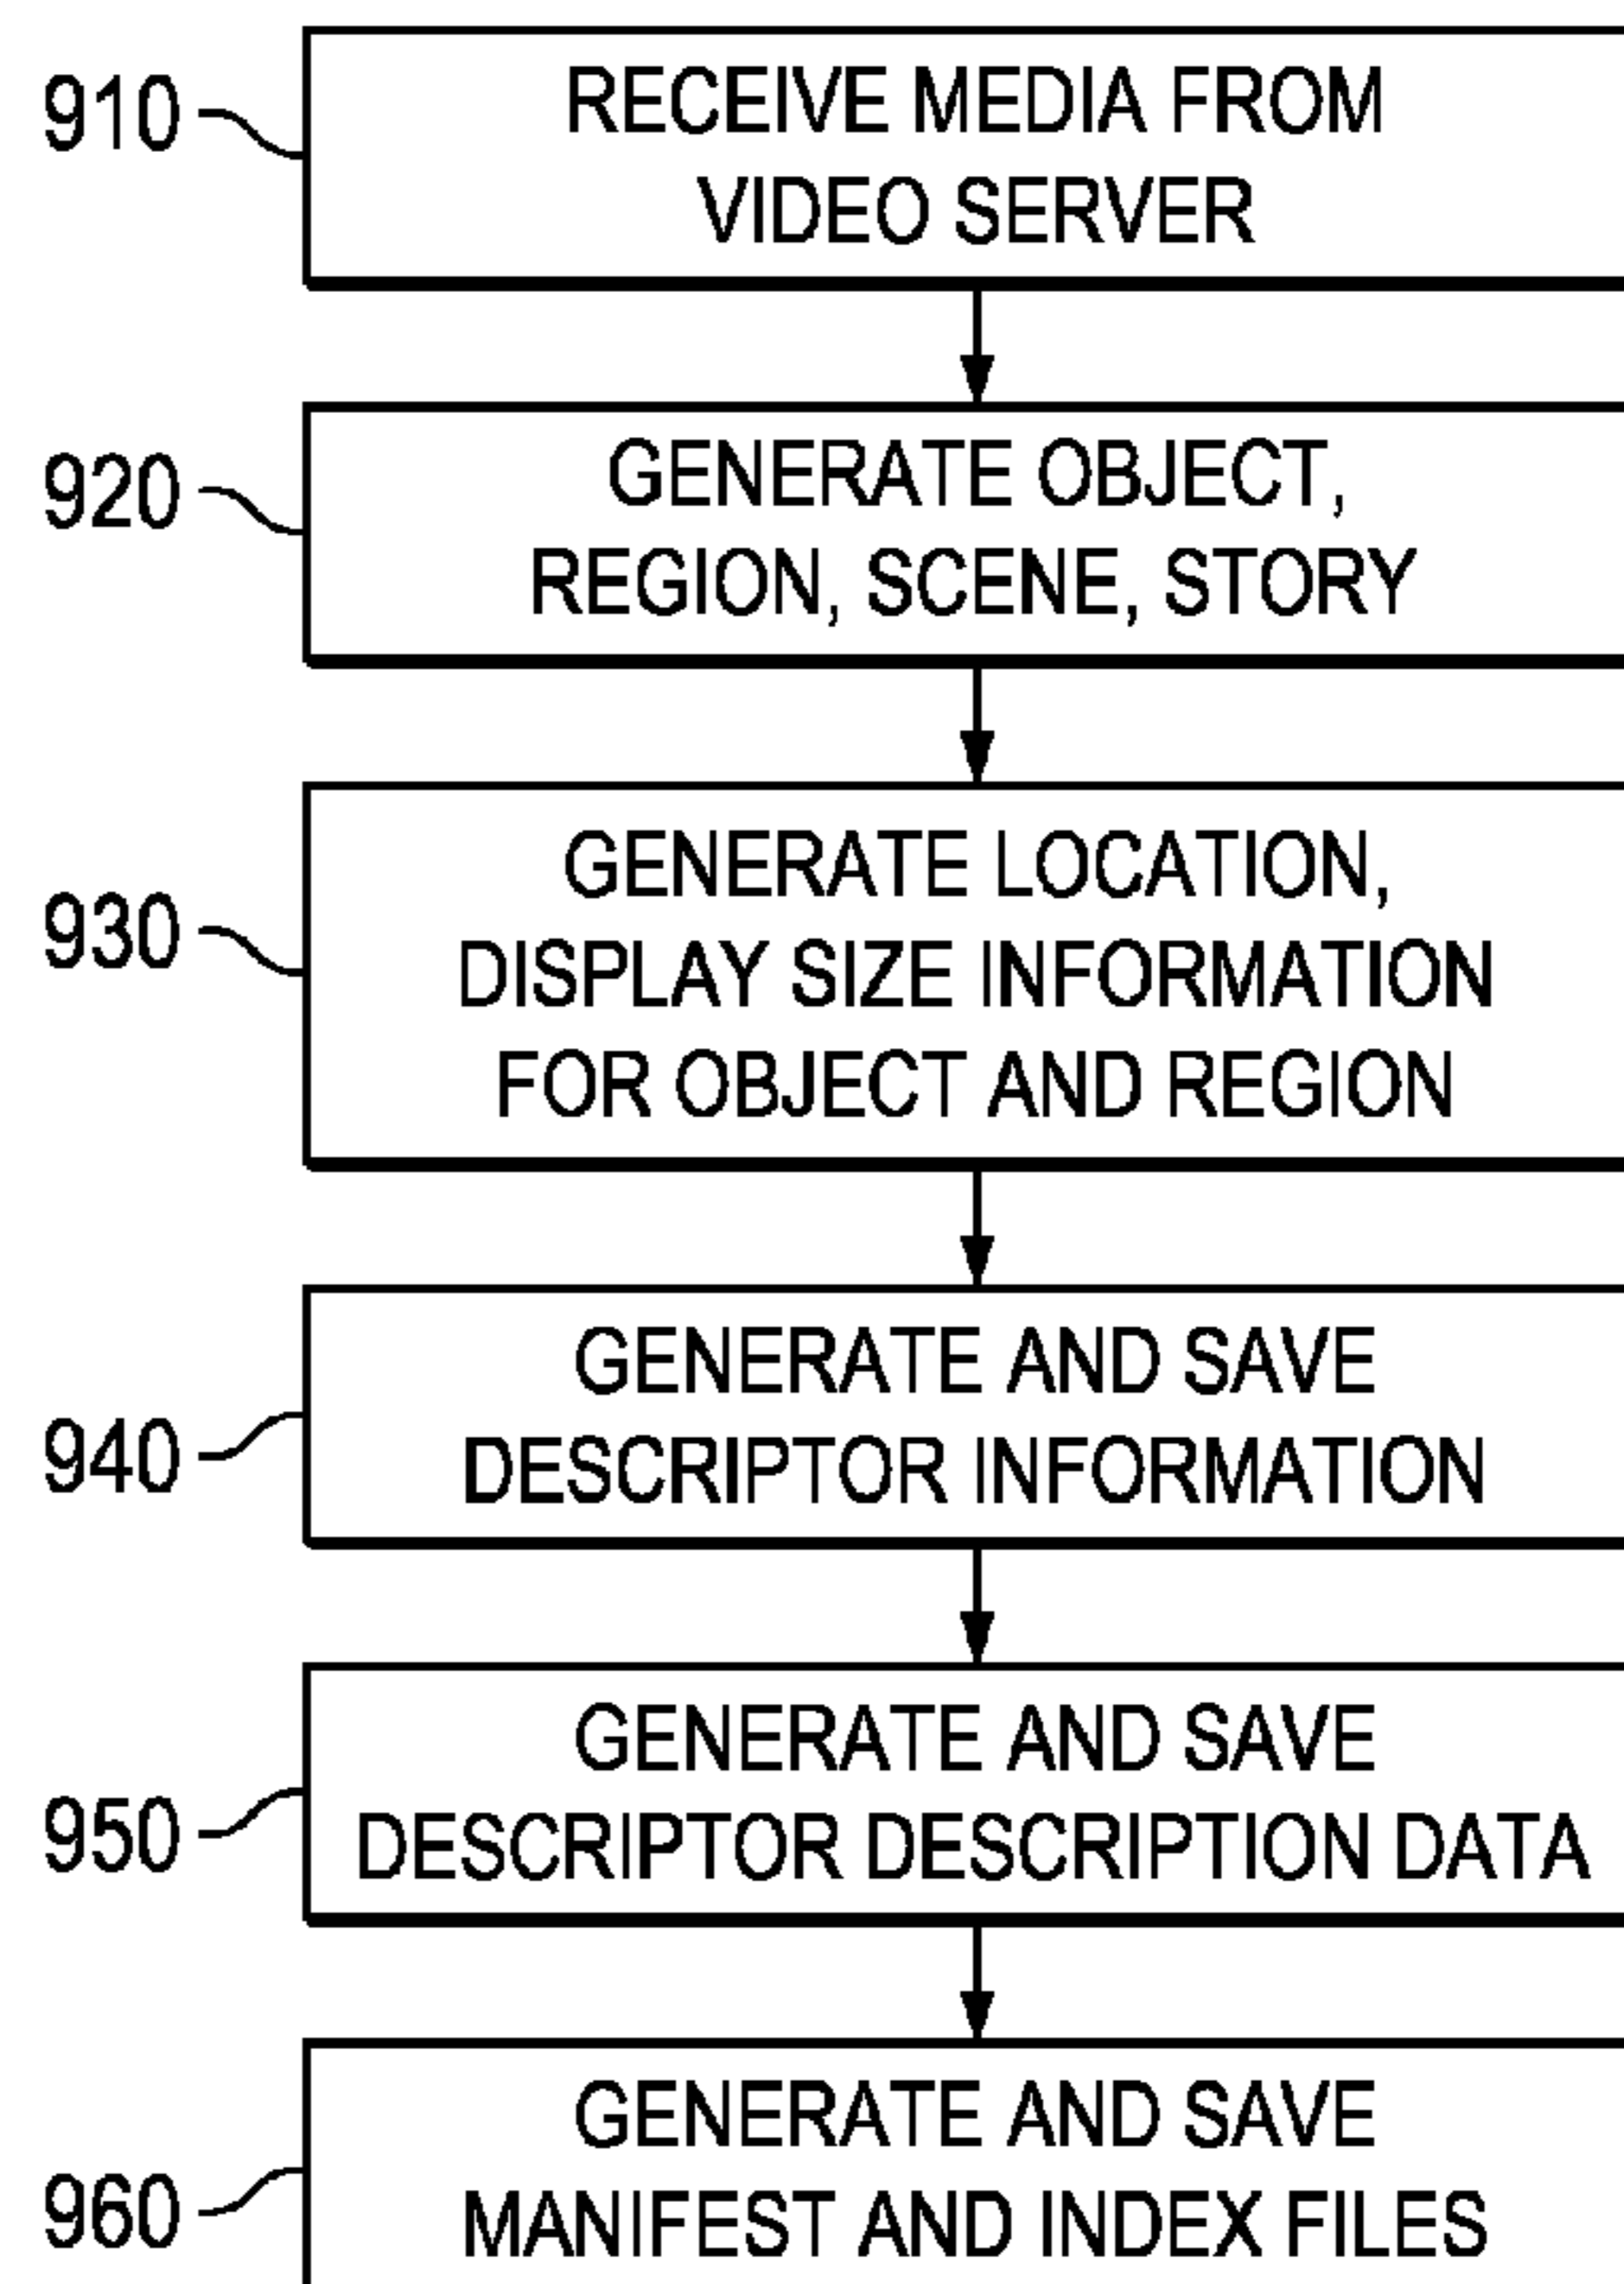 910
RECEIVE MEDIA FROM
VIDEO SERVER
920
GENERATE OBJECT,
REGION, SCENE, STORY
930
GENERATE LOCATION,
DISPLAY SIZE INFORMATION
FOR OBJECT AND REGION
940
GENERATE AND SAVE
DESCRIPTOR INFORMATION
950
GENERATE AND SAVE
DESCRIPTOR DESCRIPTION DATA
960
GENERATE AND SAVE
MANIFEST AND INDEX FILES